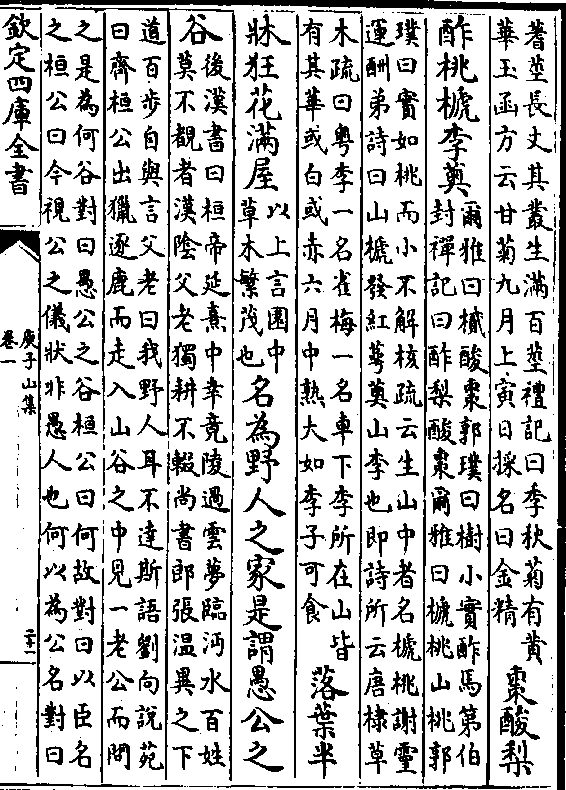 蓍莖長丈其叢生滿百莖禮記曰季秋菊有黄
華玉函方云甘菊九月上寅日採名曰金精
棗酸梨
酢桃榹李薁
爾雅曰樲酸棗郭璞曰樹小實酢馬第伯
封禪記曰酢梨酸棗爾雅曰榹桃山桃郭
璞曰實如桃而小不解核疏云生山中者名榹桃謝靈
運酬弟詩曰山榹發紅萼薁山李也即詩所云唐棣草
木疏曰粤李一名雀梅一名車下李所在山皆
有其華或白或赤六月中熟大如李子可食
落葉半
牀狂花滿屋
以上言園中
草木繁茂也
名為野人之家是謂愚公之
谷
後漢書曰桓帝延熹中幸竟陵過雲夢臨沔水百姓
莫不觀者漢陰父老獨耕不輟尚書郎張温異之下
道百步自與言父老曰我野人耳不達斯語劉向說苑
曰齊桓公出獵逐鹿而走入山谷之中見一老公而問
之是為何谷對曰愚公之谷桓公曰何故對曰以臣名
之桓公曰今視公之儀狀非愚人也何以為公名對曰
欽定四庫全書
庾子山集
卷一